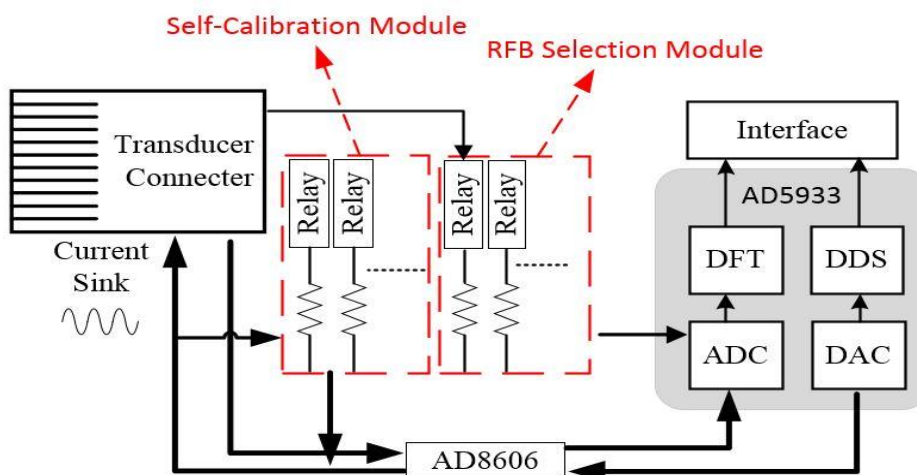 Self-Calibration Module
RFB Selection Module
Transducer
Connecter
Relay
Relay
Relay
Relay
Interface
AD5933
DFT
DDS
ADC
DAC
Current
Sink
AD8606